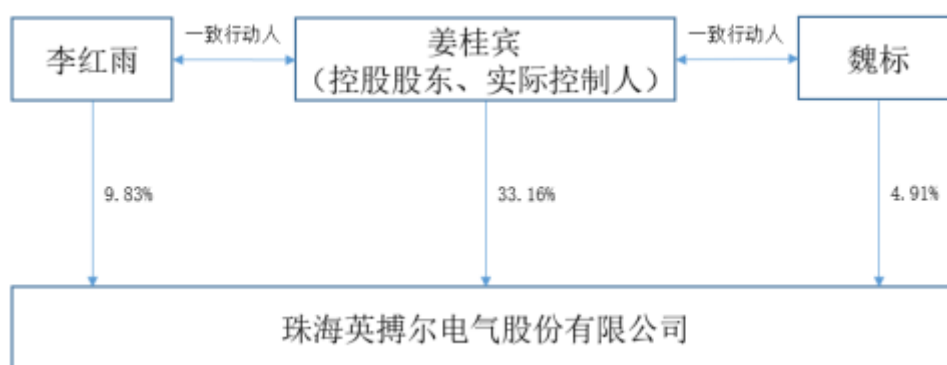 李红雨
一致行动人
姜桂宾
（控股股东、实际控制人）
一致行动人
魏标
9.83%
33.16%
4.91%
珠海英搏尔电气股份有限公司